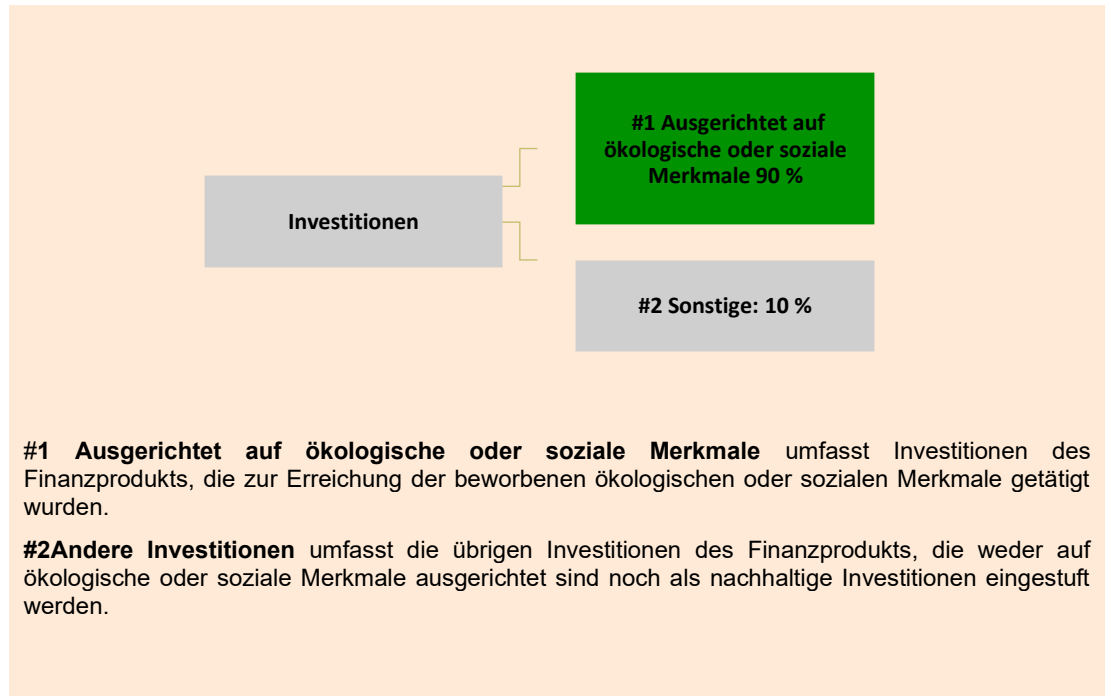 #1 Ausgerichtet auf
ökologische oder soziale
Merkmale 90 %
Investitionen
#2 Sonstige: 10 %
#1 Ausgerichtet auf ökologische oder soziale Merkmale umfasst Investitionen des
Finanzprodukts, die zur Erreichung der beworbenen ökologischen oder sozialen Merkmale getätigt
wurden.
#2Andere Investitionen umfasst die übrigen Investitionen des Finanzprodukts, die weder auf
ökologische oder soziale Merkmale ausgerichtet sind noch als nachhaltige Investitionen eingestuft
werden.